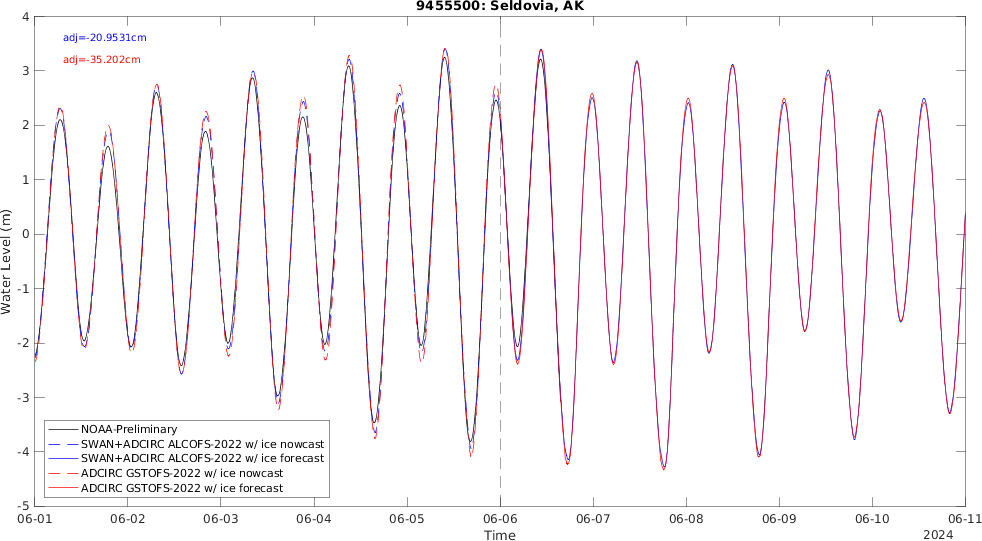 9455500: Seldovia, AK
adj=-20.9531cm
adj=-35.202cm
4
3
2
1
0
-1
-2
-3
-4
-5
Water Level (m)
NOAA-Preliminary
SWAN+ADCIRC ALCOFS-2022 w/ ice nowcast
SWAN+ADCIRC ALCOFS-2022 w/ ice forecast
ADCIRC GSTOFS-2022 w/ ice nowcast
ADCIRC GSTOFS-2022 w/ ice forecast
06-01 06-02 06-03 06-04 06-05 06-06 06-07 06-08 06-09 06-10 06-11
Time
2024